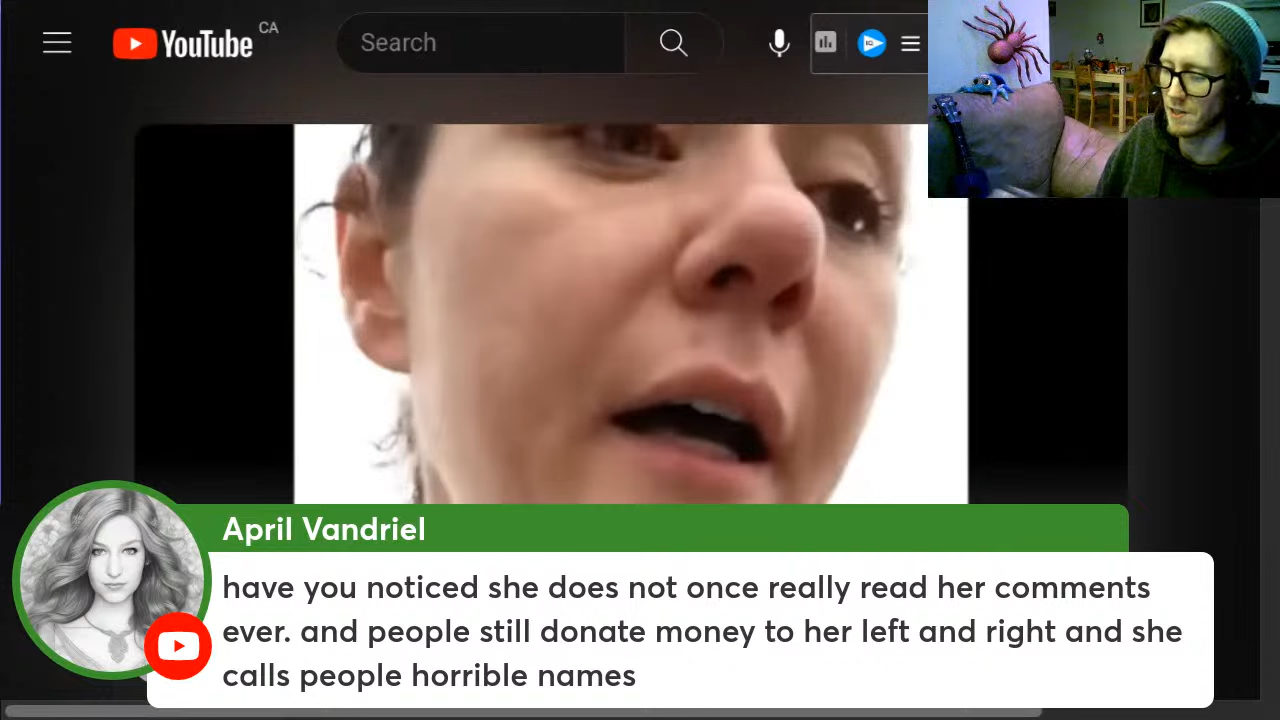 YouTube CA
Search
April Vandriel
have you noticed she does not once really read her comments
ever. and people still donate money to her left and right and she
calls people horrible names